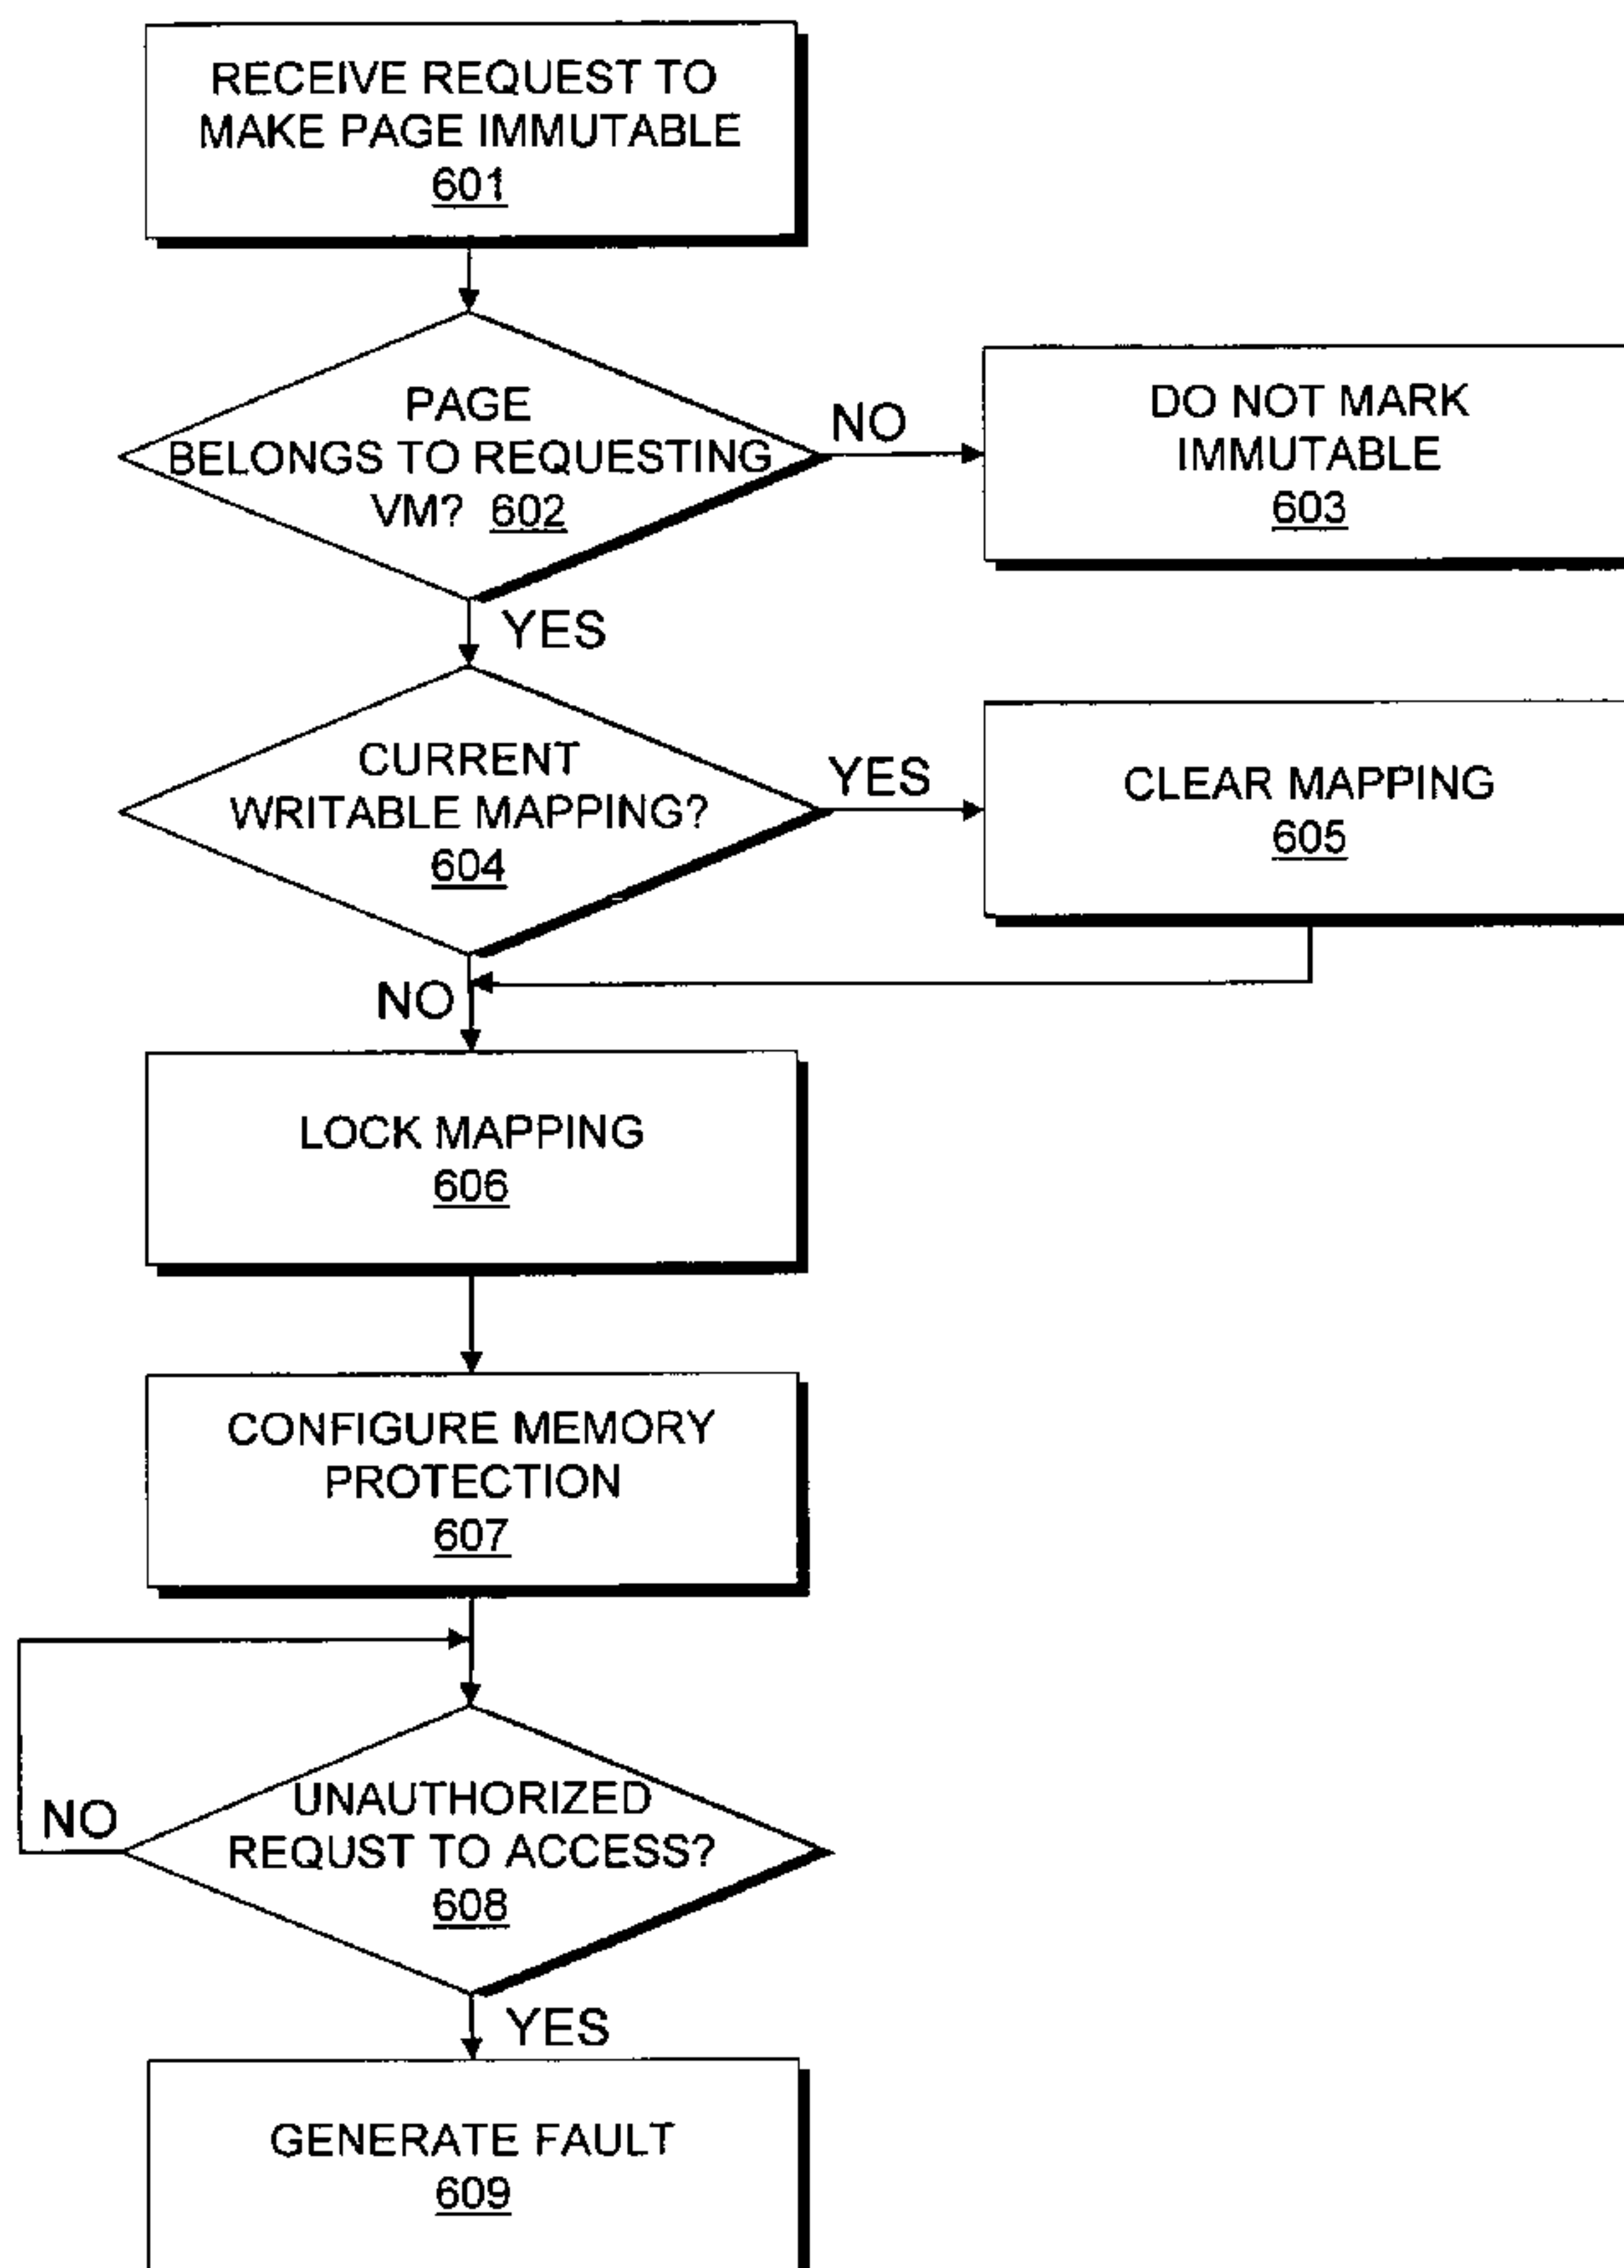 RECEIVE REQUEST TO
MAKE PAGE IMMUTABLE
601
PAGE
BELONGS TO REQUESTING
VM? 602
NO
DO NOT MARK
IMMUTABLE
603
YES
CURRENT
WRITABLE MAPPING?
604
YES
CLEAR MAPPING
605
NO
LOCK MAPPING
606
CONFIGURE MEMORY
PROTECTION
607
UNAUTHORIZED
REQUST TO ACCESS?
608
NO
YES
GENERATE FAULT
609